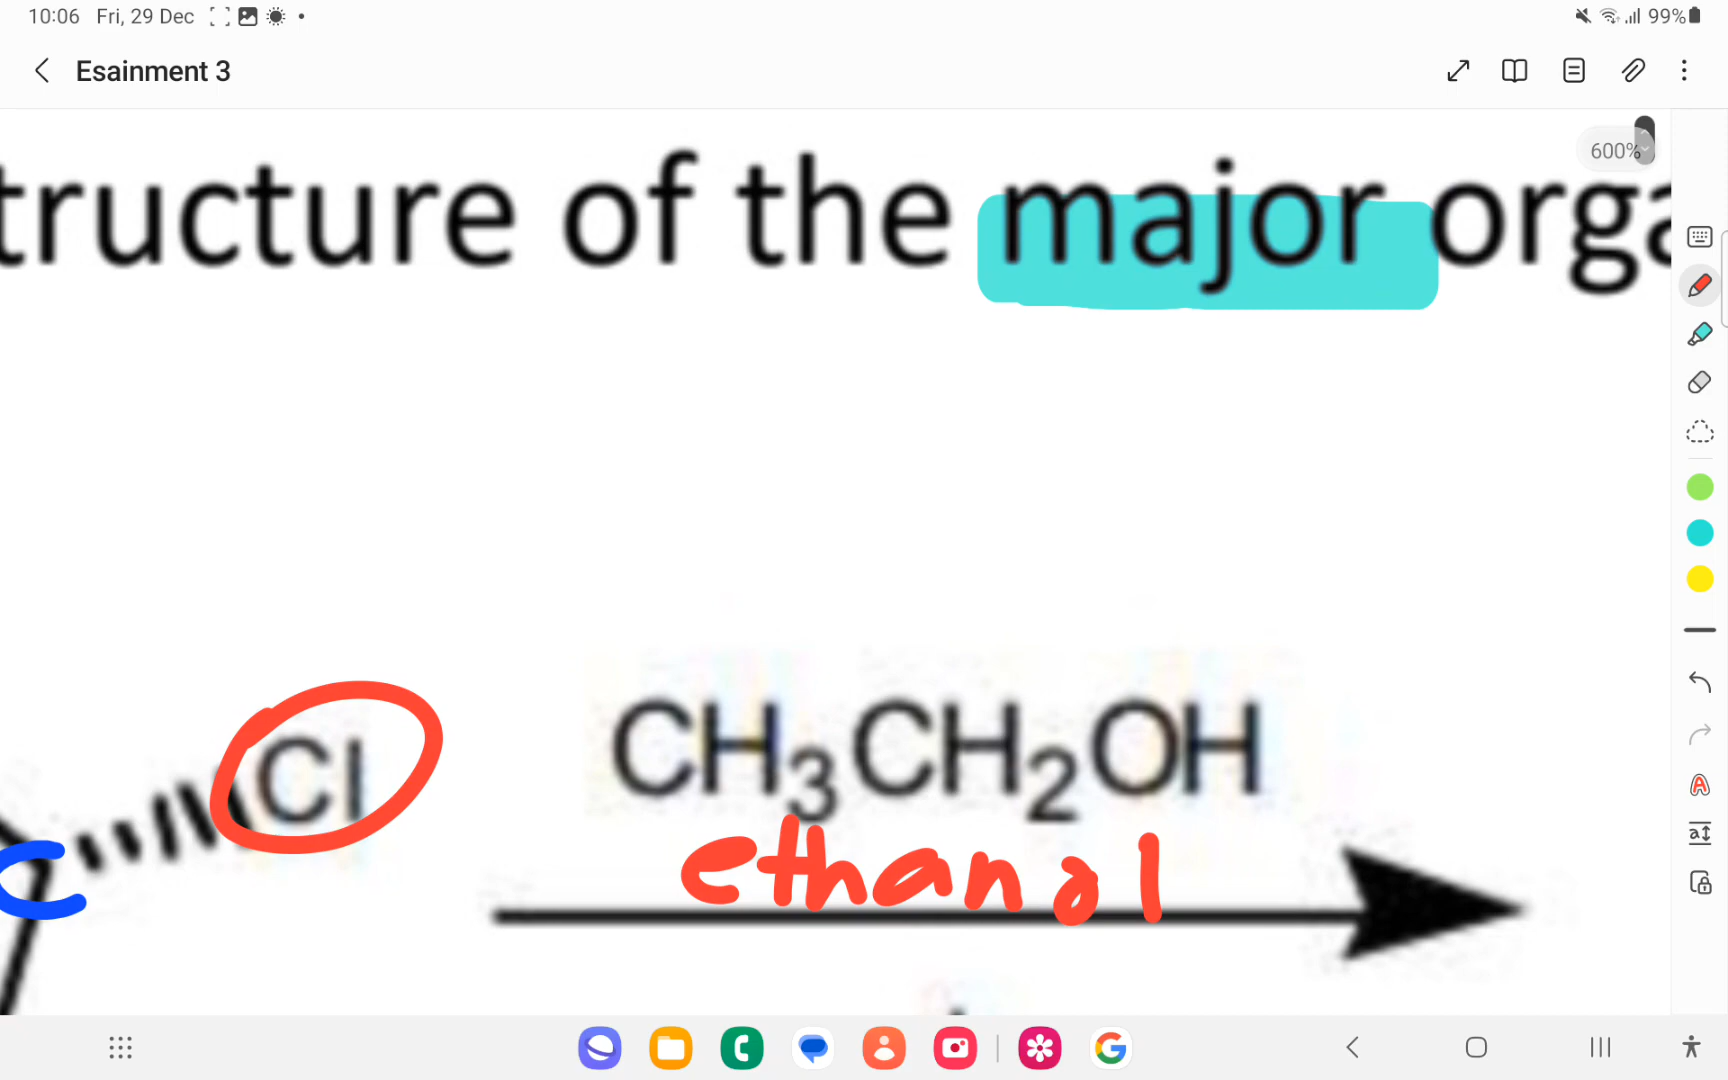 10:06 Fri, 29 Dec 99%
Esainment 3
600%
tructure of the major orga
Cl CH3CH2OH
ethanol
C